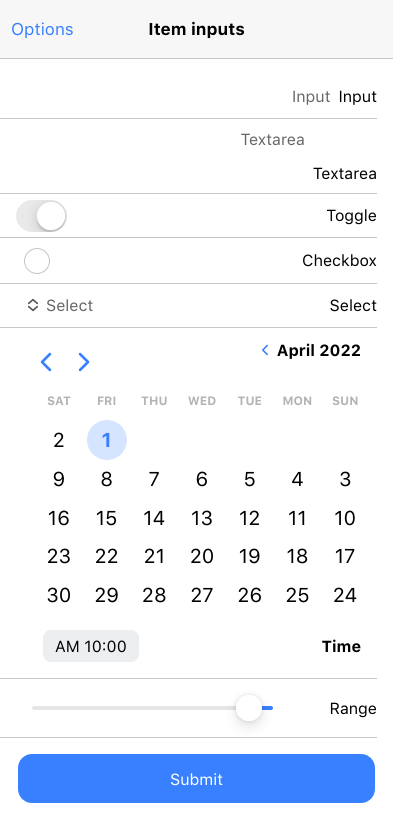 Options Item inputs
Input Input
Textarea
Textarea
Toggle
Checkbox
Select Select
April 2022
SAT FRI THU WED TUE MON SUN
2 1
9 8 7 6 5 4 3
16 15 14 13 12 11 10
23 22 21 20 19 18 17
30 29 28 27 26 25 24
AM 10:00 Time
Range
Submit